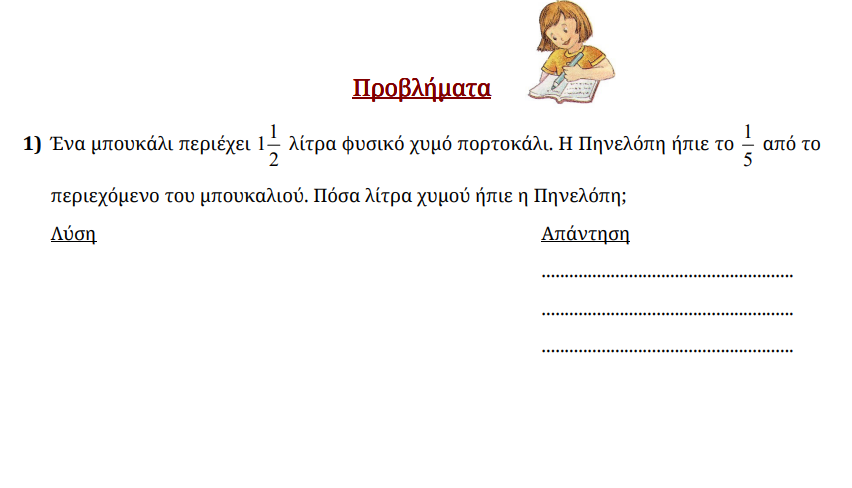 Προβλήματα
1) Ένα μπουκάλι περιέχει 1 1/2 λίτρα φυσικό χυμό πορτοκάλι. Η Πηνελόπη ήπιε το 1/5 από το
περιεχόμενο του μπουκαλιού. Πόσα λίτρα χυμού ήπιε η Πηνελόπη;
Λύση Απάντηση
......................................................
......................................................
......................................................